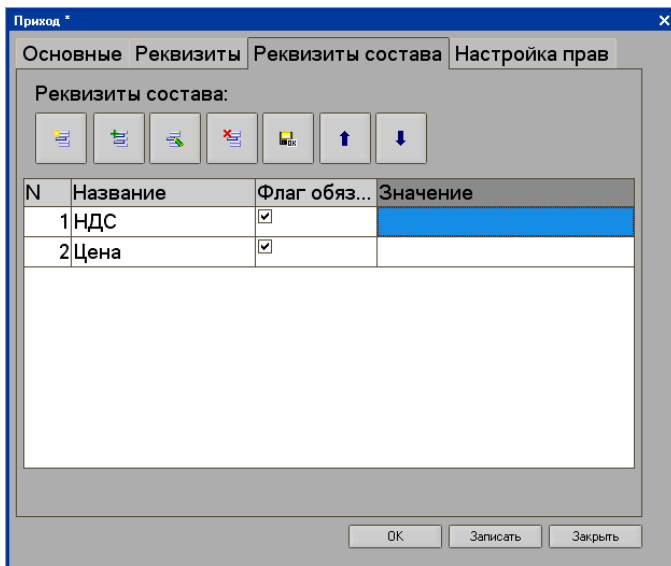 Приход *
Основные Реквизиты Реквизиты состава Настройка прав
Реквизиты состава:
OK
N Название Флаг обяз... Значение
1 НДС
2 Цена
OK Записать Закрыть